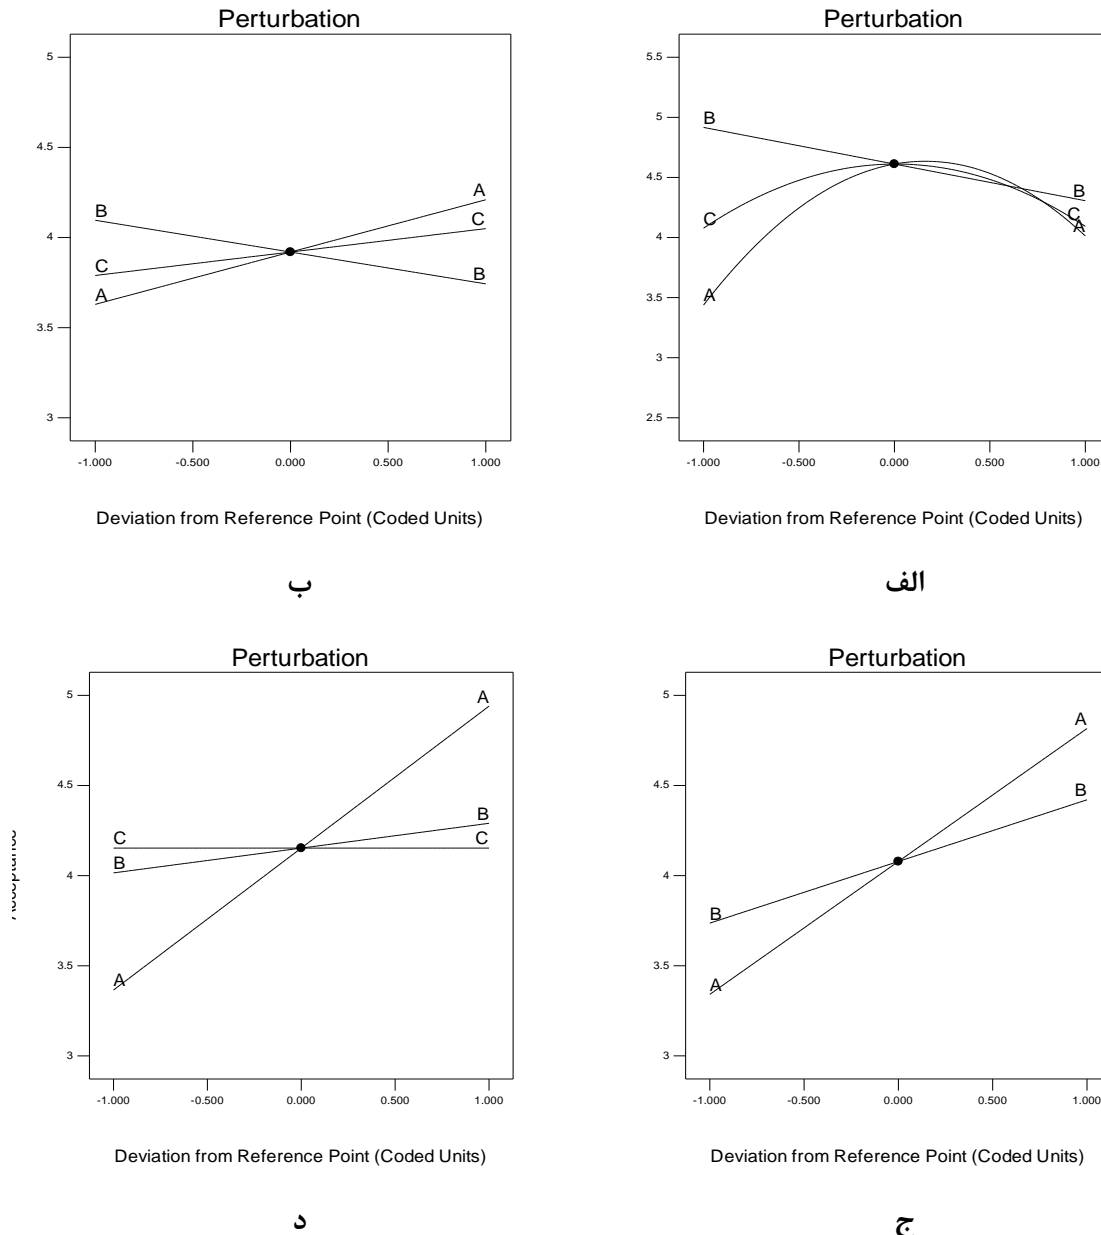 Perturbation
5
4.5
4
3.5
3
B
C
A
A
C
B
-1.000 -0.500 0.000 0.500 1.000
Deviation from Reference Point (Coded Units)
ب
Perturbation
5.5
5
4.5
4
3.5
3
2.5
B
C
A
B
C
A
-1.000 -0.500 0.000 0.500 1.000
Deviation from Reference Point (Coded Units)
الف
Perturbation
5
4.5
4
3.5
3
C
B
A
A
B
C
-1.000 -0.500 0.000 0.500 1.000
Deviation from Reference Point (Coded Units)
د
Perturbation
5
4.5
4
3.5
3
B
A
A
B
-1.000 -0.500 0.000 0.500 1.000
Deviation from Reference Point (Coded Units)
ج